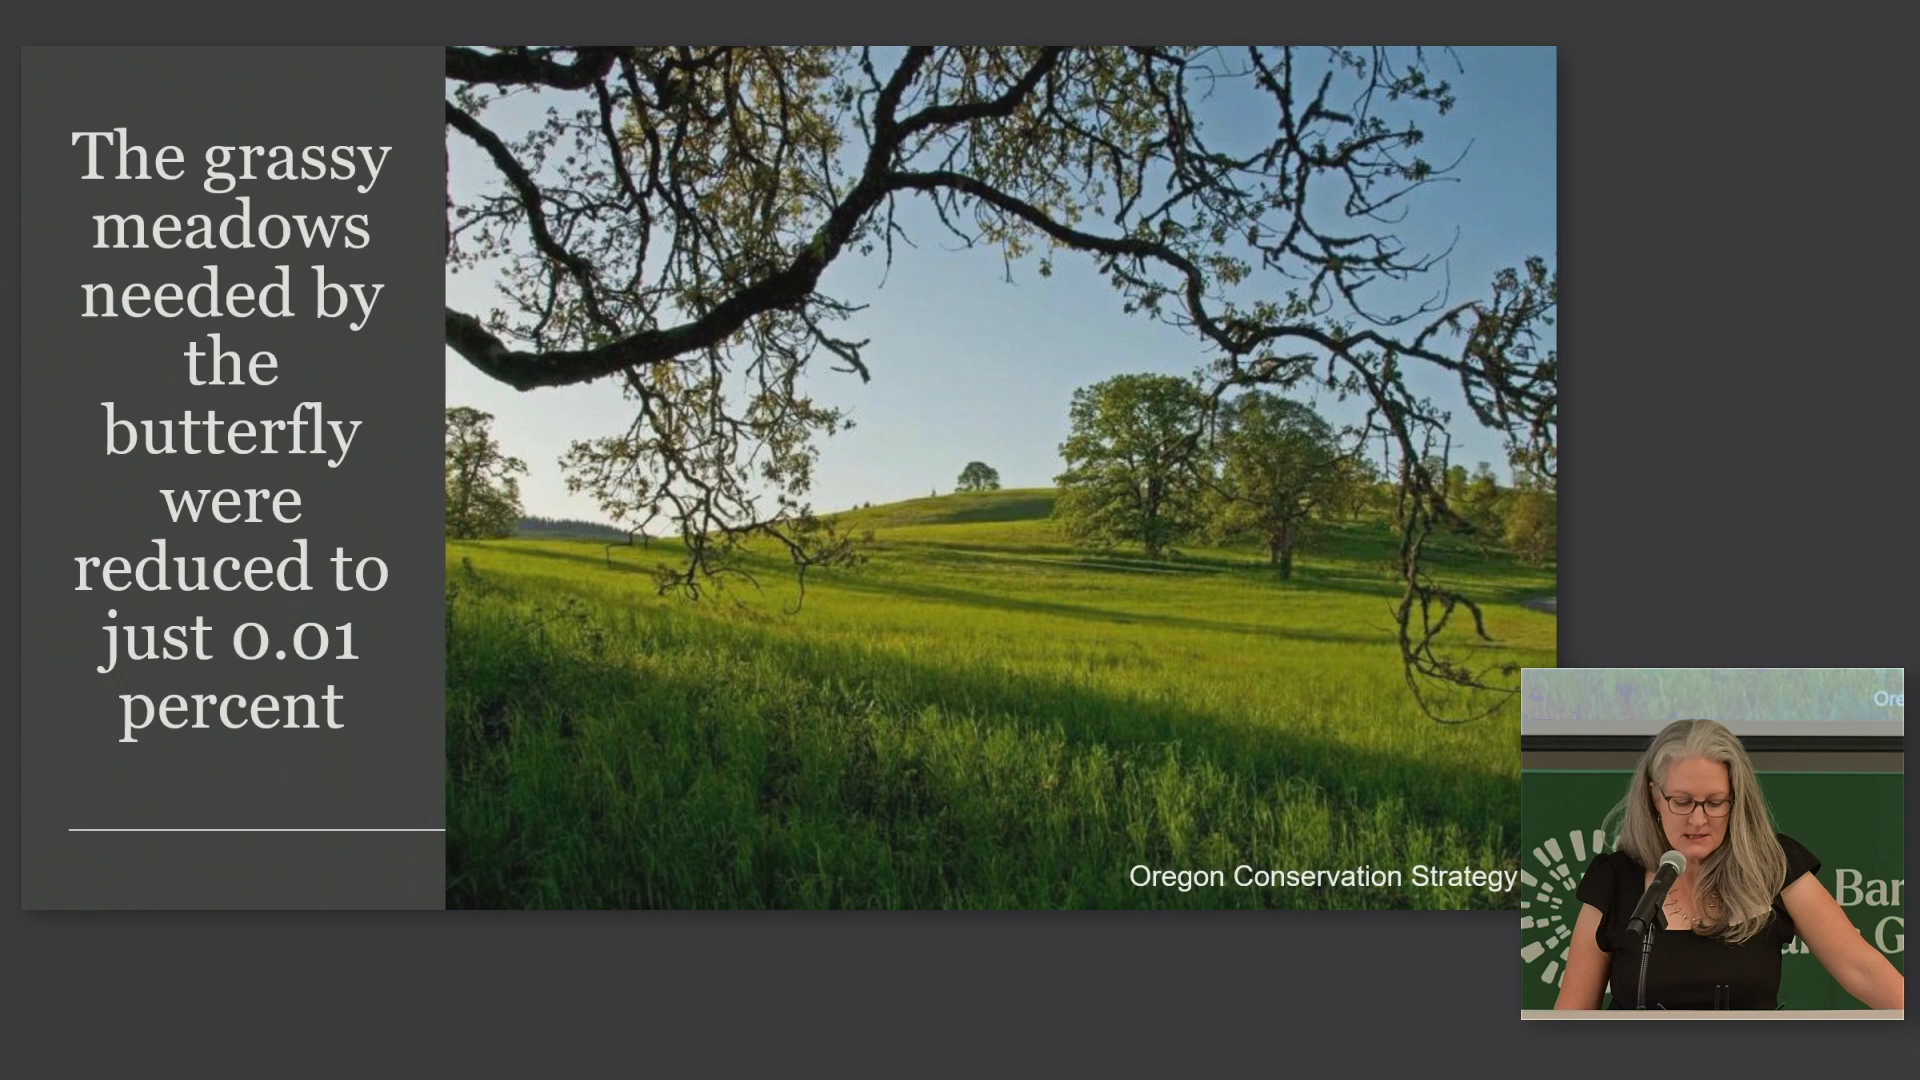 The grassy
meadows
needed by
the
butterfly
were
reduced to
just 0.01
percent
Oregon Conservation Strategy